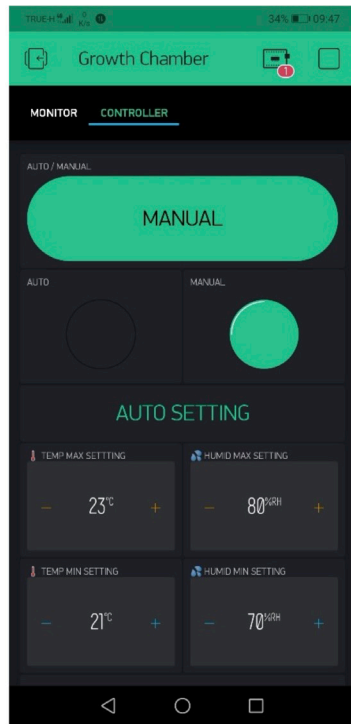 TRUE-H 0 K/s 34% 09:47
Growth Chamber 1
MONITOR CONTROLLER
AUTO / MANUAL
MANUAL
AUTO MANUAL
AUTO SETTING
TEMP MAX SETTTING HUMID MAX SETTING
– 23°C + – 80%RH +
TEMP MIN SETTING HUMID MIN SETTING
– 21°C + – 70%RH +